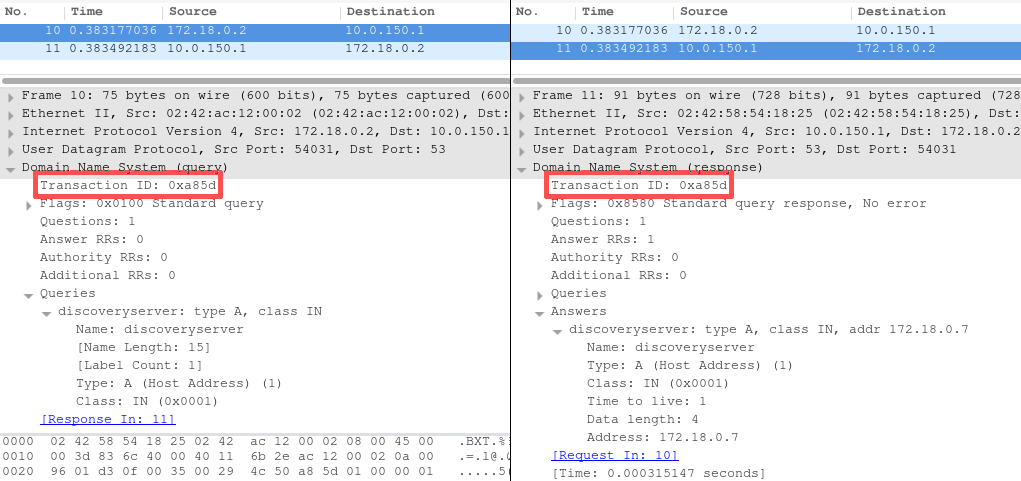 No. Time Source Destination
10 0.383177036 172.18.0.2 10.0.150.1
11 0.383492183 10.0.150.1 172.18.0.2
Frame 10: 75 bytes on wire (600 bits), 75 bytes captured (600
Ethernet II, Src: 02:42:ac:12:00:02 (02:42:ac:12:00:02), Dst:
Internet Protocol Version 4, Src: 172.18.0.2, Dst: 10.0.150.1
User Datagram Protocol, Src Port: 54031, Dst Port: 53
Domain Name System (query)
Transaction ID: 0xa85d
Flags: 0x0100 Standard query
Questions: 1
Answer RRs: 0
Authority RRs: 0
Additional RRs: 0
Queries
discoveryserver: type A, class IN
Name: discoveryserver
[Name Length: 15]
[Label Count: 1]
Type: A (Host Address) (1)
Class: IN (0x0001)
[Response In: 11]
0000 02 42 58 54 18 25 02 42 ac 12 00 02 08 00 45 00 .BXT.%
0010 00 3d 83 6c 40 00 40 11 6b 2e ac 12 00 02 0a 00 .=.l@.
0020 96 01 d3 0f 00 35 00 29 4c 50 a8 5d 01 00 00 01 .....5(
No. Time Source Destination
10 0.383177036 172.18.0.2 10.0.150.1
11 0.383492183 10.0.150.1 172.18.0.2
Frame 11: 91 bytes on wire (728 bits), 91 bytes captured (728
Ethernet II, Src: 02:42:58:54:18:25 (02:42:58:54:18:25), Dst:
Internet Protocol Version 4, Src: 10.0.150.1, Dst: 172.18.0.2
User Datagram Protocol, Src Port: 53, Dst Port: 54031
Domain Name System (response)
Transaction ID: 0xa85d
Flags: 0x8580 Standard query response, No error
Questions: 1
Answer RRs: 1
Authority RRs: 0
Additional RRs: 0
Queries
Answers
discoveryserver: type A, class IN, addr 172.18.0.7
Name: discoveryserver
Type: A (Host Address) (1)
Class: IN (0x0001)
Time to live: 1
Data length: 4
Address: 172.18.0.7
[Request In: 10]
[Time: 0.000315147 seconds]